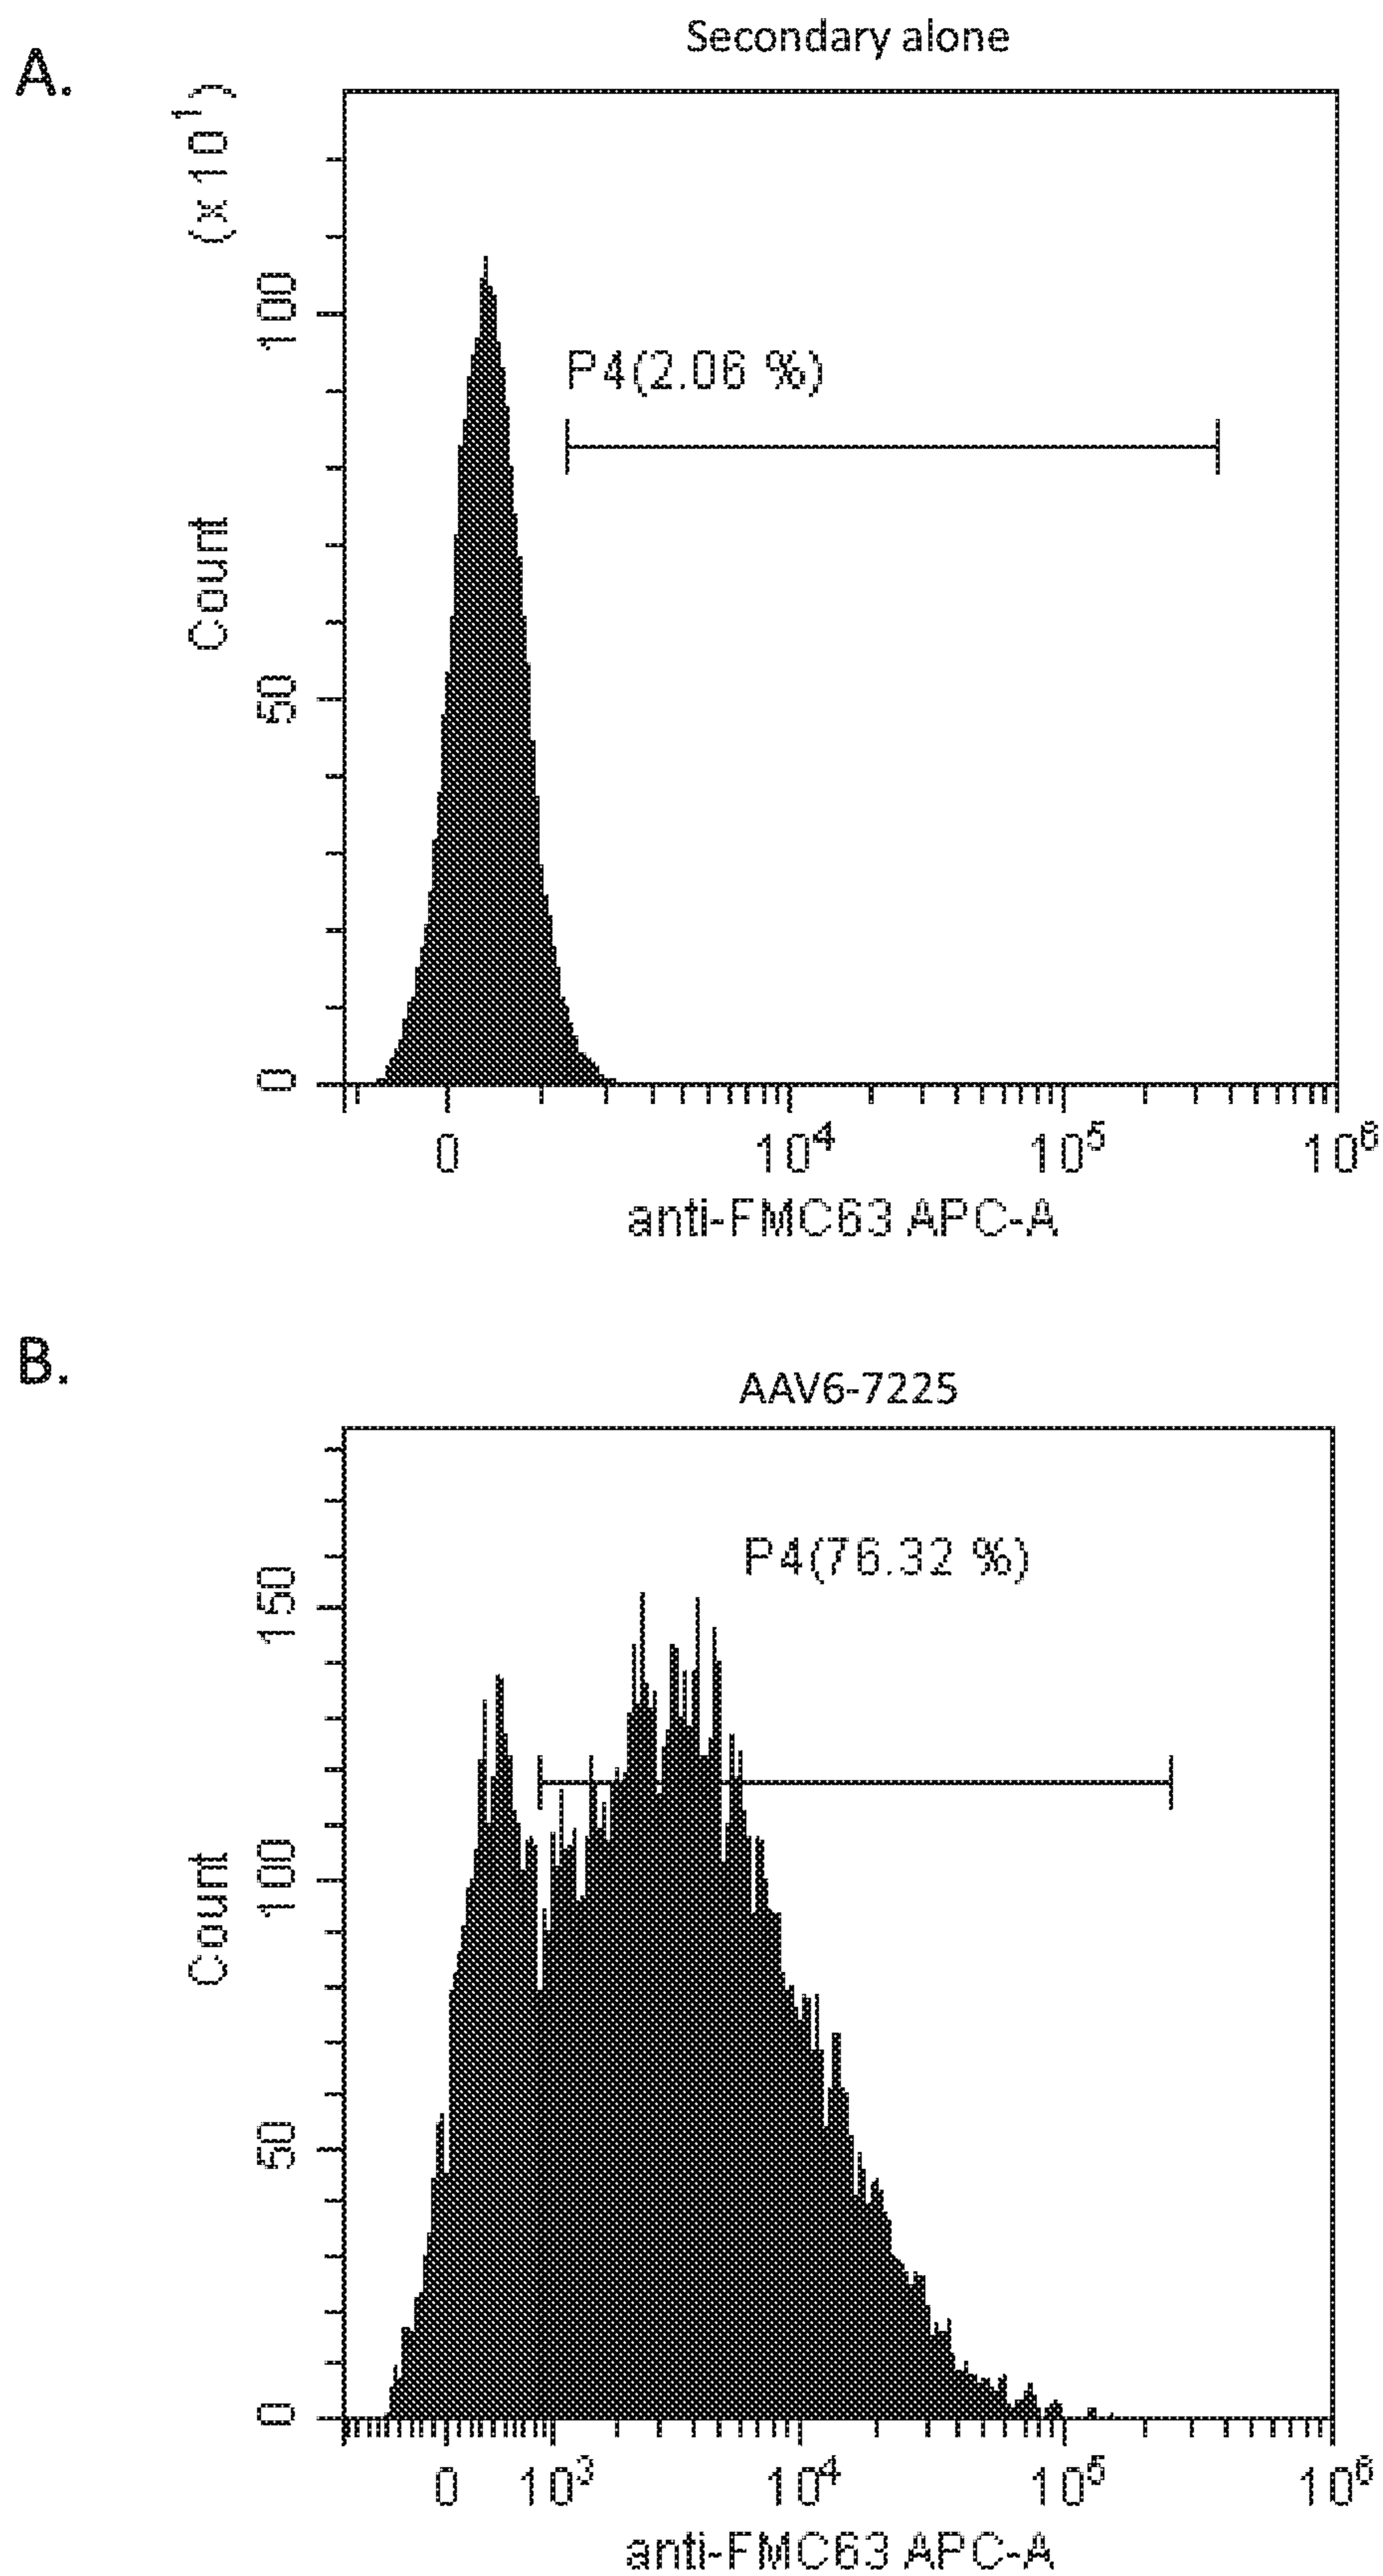 A.
Secondary alone
(x 10¹)
Count
100
50
0
P4(2.06 %)
0 10⁴ 10⁵ 10⁶
anti-FMC63 APC-A
B.
AAV6-7225
Count
150
100
50
0
P4(76.32 %)
0 10³ 10⁴ 10⁵ 10⁶
anti-FMC63 APC-A